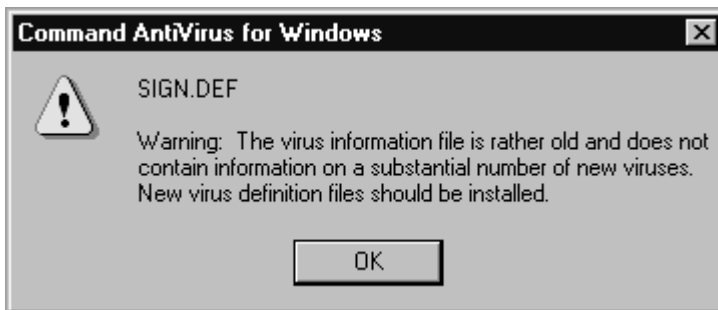 Command AntiVirus for Windows
SIGN.DEF
Warning:  The virus information file is rather old and does not
contain information on a substantial number of new viruses.
New virus definition files should be installed.
OK